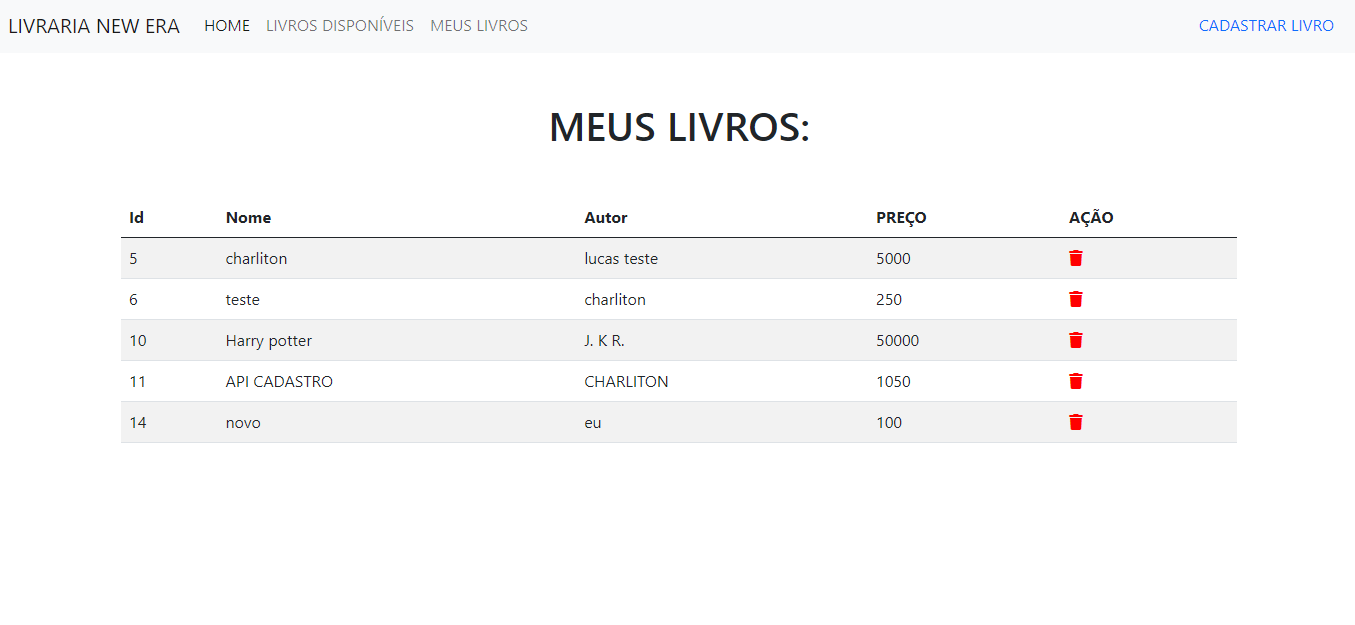 LIVRARIA NEW ERA HOME LIVROS DISPONÍVEIS MEUS LIVROS CADASTRAR LIVRO
MEUS LIVROS:
Id Nome Autor PREÇO AÇÃO
5 charliton lucas teste 5000
6 teste charliton 250
10 Harry potter J. K R. 50000
11 API CADASTRO CHARLITON 1050
14 novo eu 100